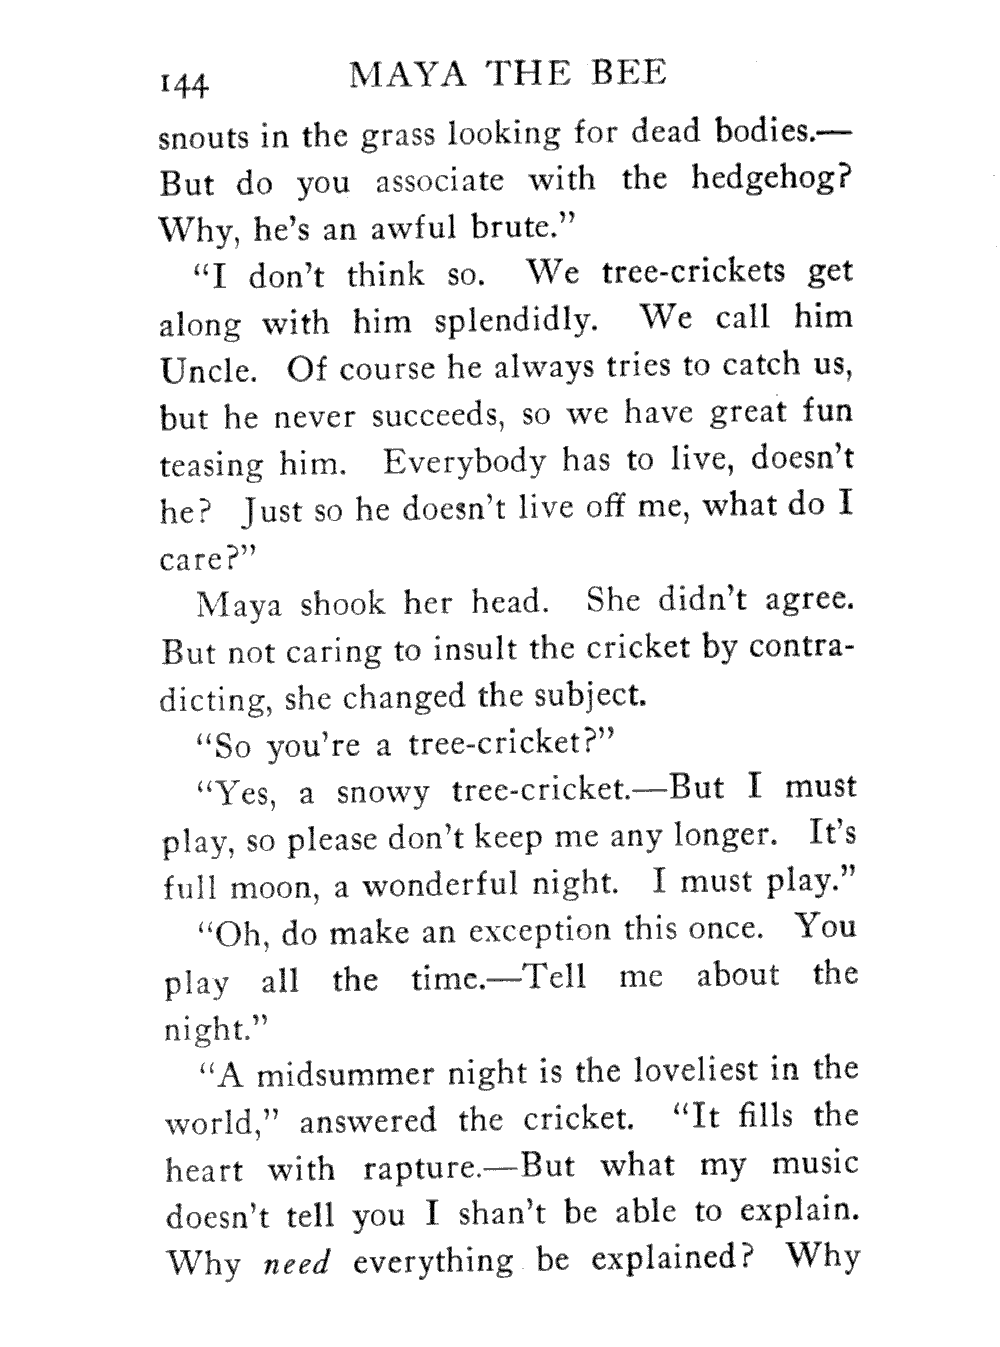 144 MAYA THE BEE
snouts in the grass looking for dead bodies.—
But do you associate with the hedgehog?
Why, he's an awful brute."
"I don't think so. We tree-crickets get
along with him splendidly. We call him
Uncle. Of course he always tries to catch us,
but he never succeeds, so we have great fun
teasing him. Everybody has to live, doesn't
he? Just so he doesn't live off me, what do I
care?"
Maya shook her head. She didn't agree.
But not caring to insult the cricket by contra-
dicting, she changed the subject.
"So you're a tree-cricket?"
"Yes, a snowy tree-cricket.—But I must
play, so please don't keep me any longer. It's
full moon, a wonderful night. I must play."
"Oh, do make an exception this once. You
play all the time.—Tell me about the
night."
"A midsummer night is the loveliest in the
world," answered the cricket. "It fills the
heart with rapture.—But what my music
doesn't tell you I shan't be able to explain.
Why need everything be explained? Why